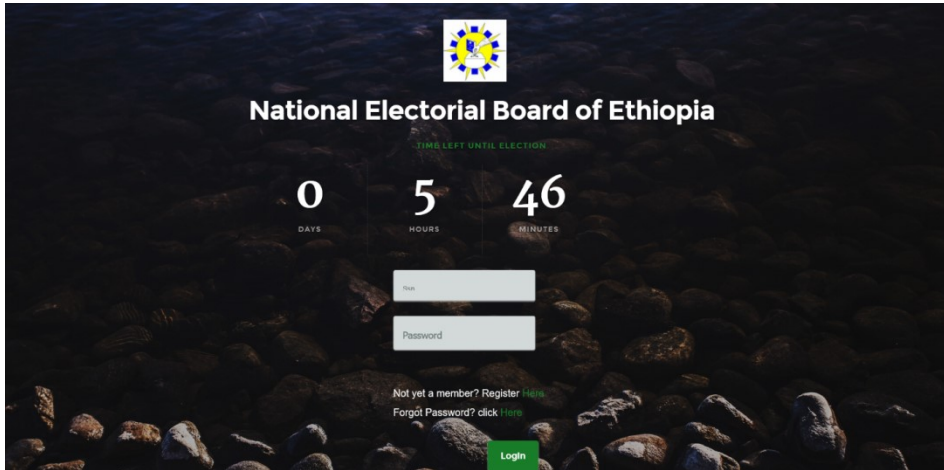 National Electorial Board of Ethiopia
TIME LEFT UNTIL ELECTION
0 5 46
DAYS HOURS MINUTES
Password
Not yet a member? Register Here
Forgot Password? click Here
LogIn